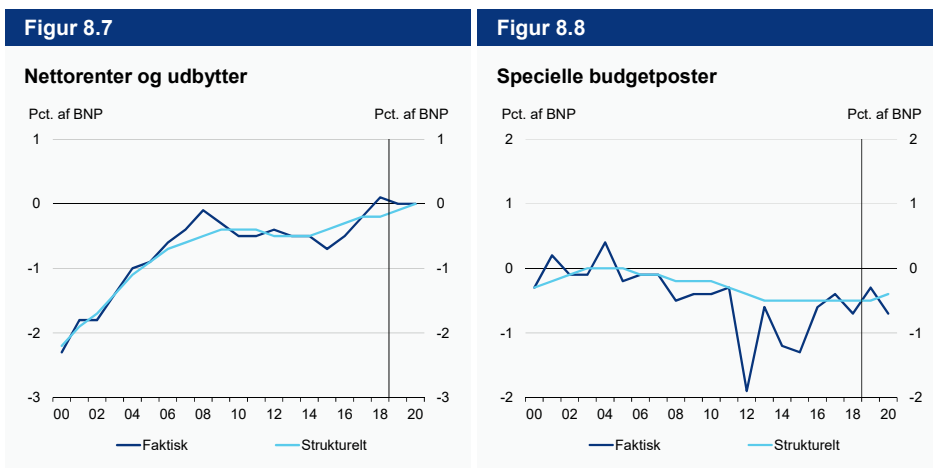 Figur 8.7
Nettorenter og udbytter
Pct. af BNP Pct. af BNP
1 1
0 0
-1 -1
-2 -2
-3 -3
00 02 04 06 08 10 12 14 16 18 20
Faktisk Strukturelt
Figur 8.8
Specielle budgetposter
Pct. af BNP Pct. af BNP
2 2
1 1
0 0
-1 -1
-2 -2
00 02 04 06 08 10 12 14 16 18 20
Faktisk Strukturelt